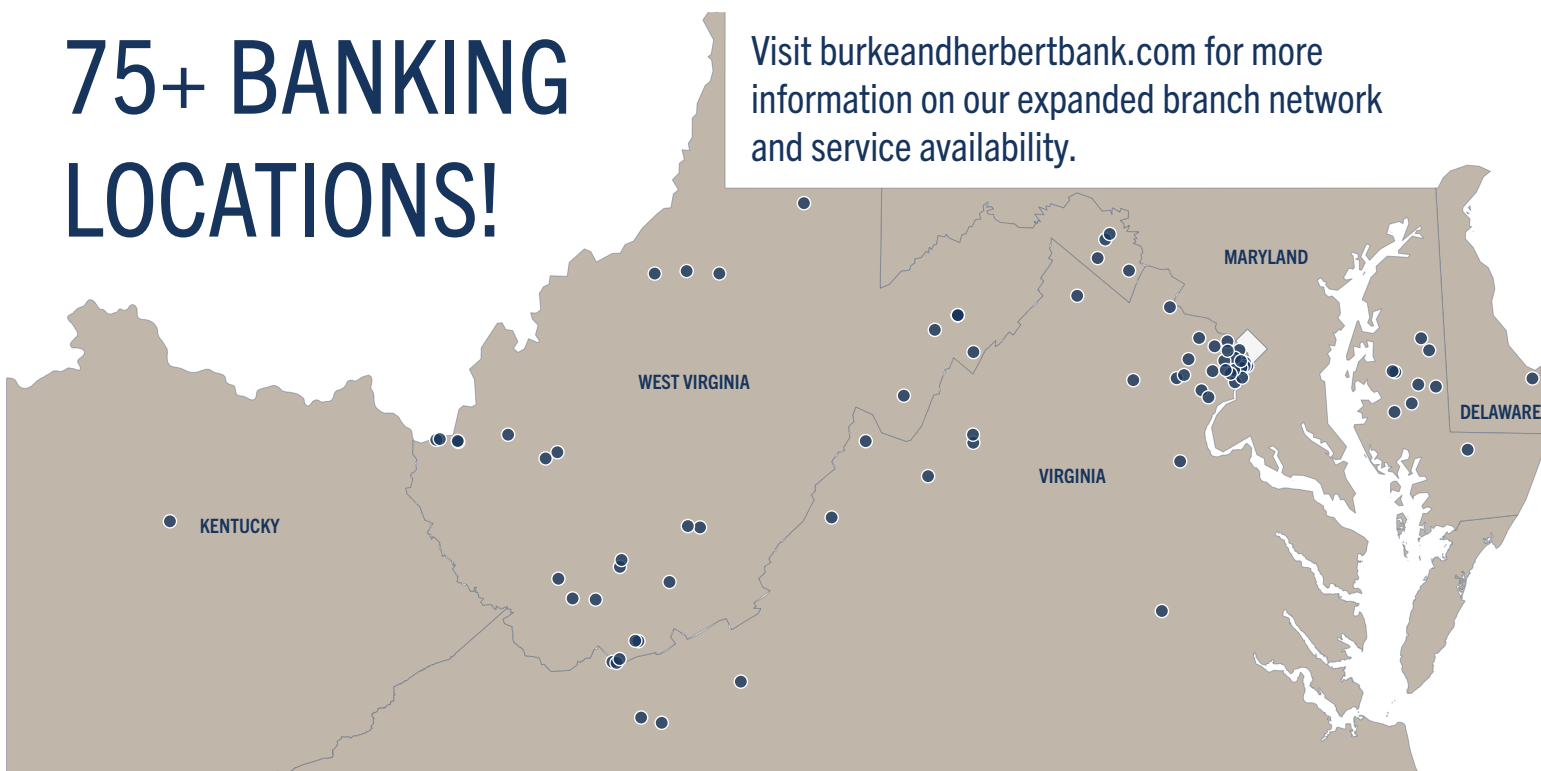 75+ BANKING
LOCATIONS!
Visit burkeandherbertbank.com for more
information on our expanded branch network
and service availability.
MARYLAND
WEST VIRGINIA
DELAWARE
VIRGINIA
KENTUCKY